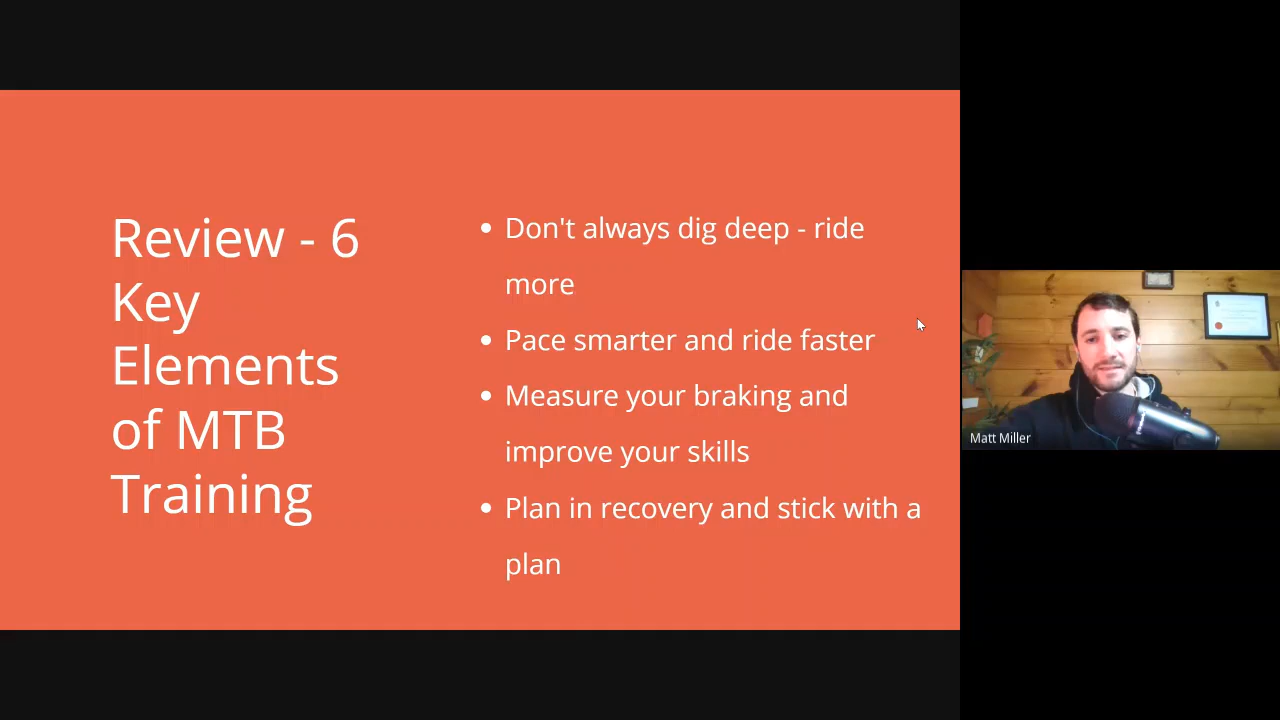 Review - 6
Key
Elements
of MTB
Training
Don't always dig deep - ride
more
Pace smarter and ride faster
Measure your braking and
improve your skills
Plan in recovery and stick with a
plan
Matt Miller